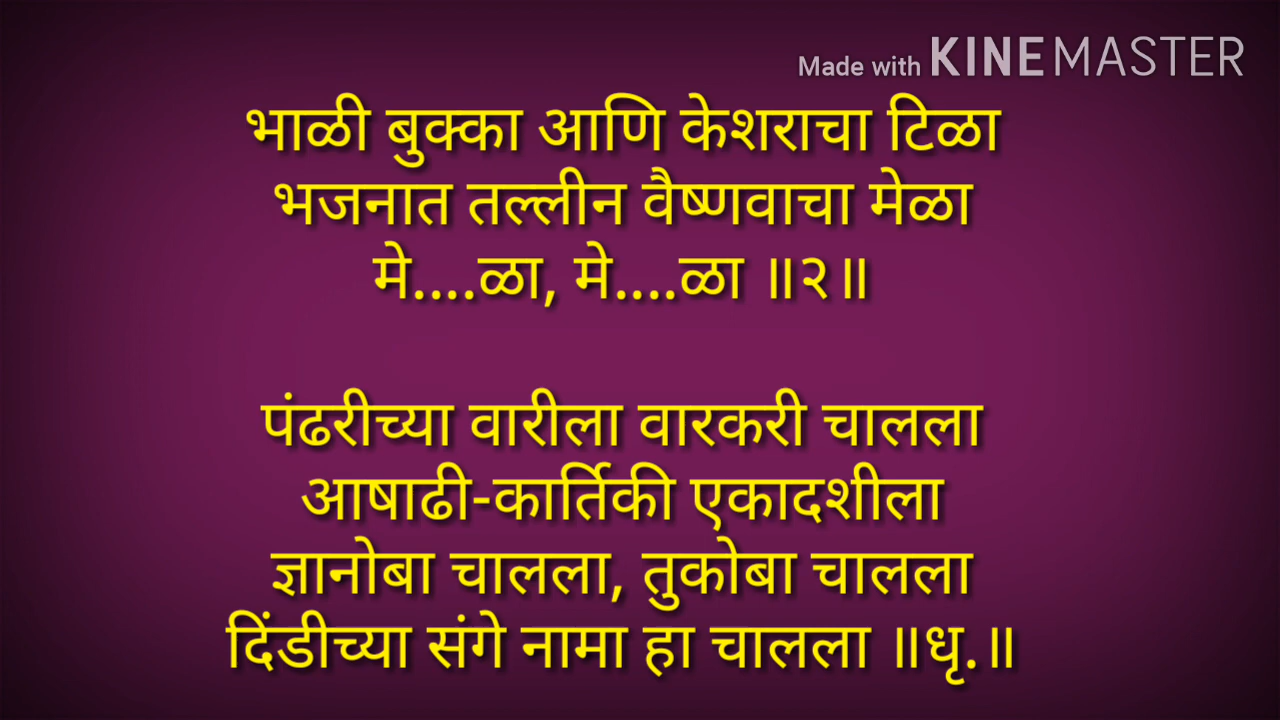 Made with KINEMASTER
भाळी बुक्का आणि केशराचा टिळा
भजनात तल्लीन वैष्णवाचा मेळा
मे....ळा, मे....ळा ॥२॥
पंढरीच्या वारीला वारकरी चालला
आषाढी-कार्तिकी एकादशीला
ज्ञानोबा चालला, तुकोबा चालला
दिंडीच्या संगे नामा हा चालला ॥धृ.॥